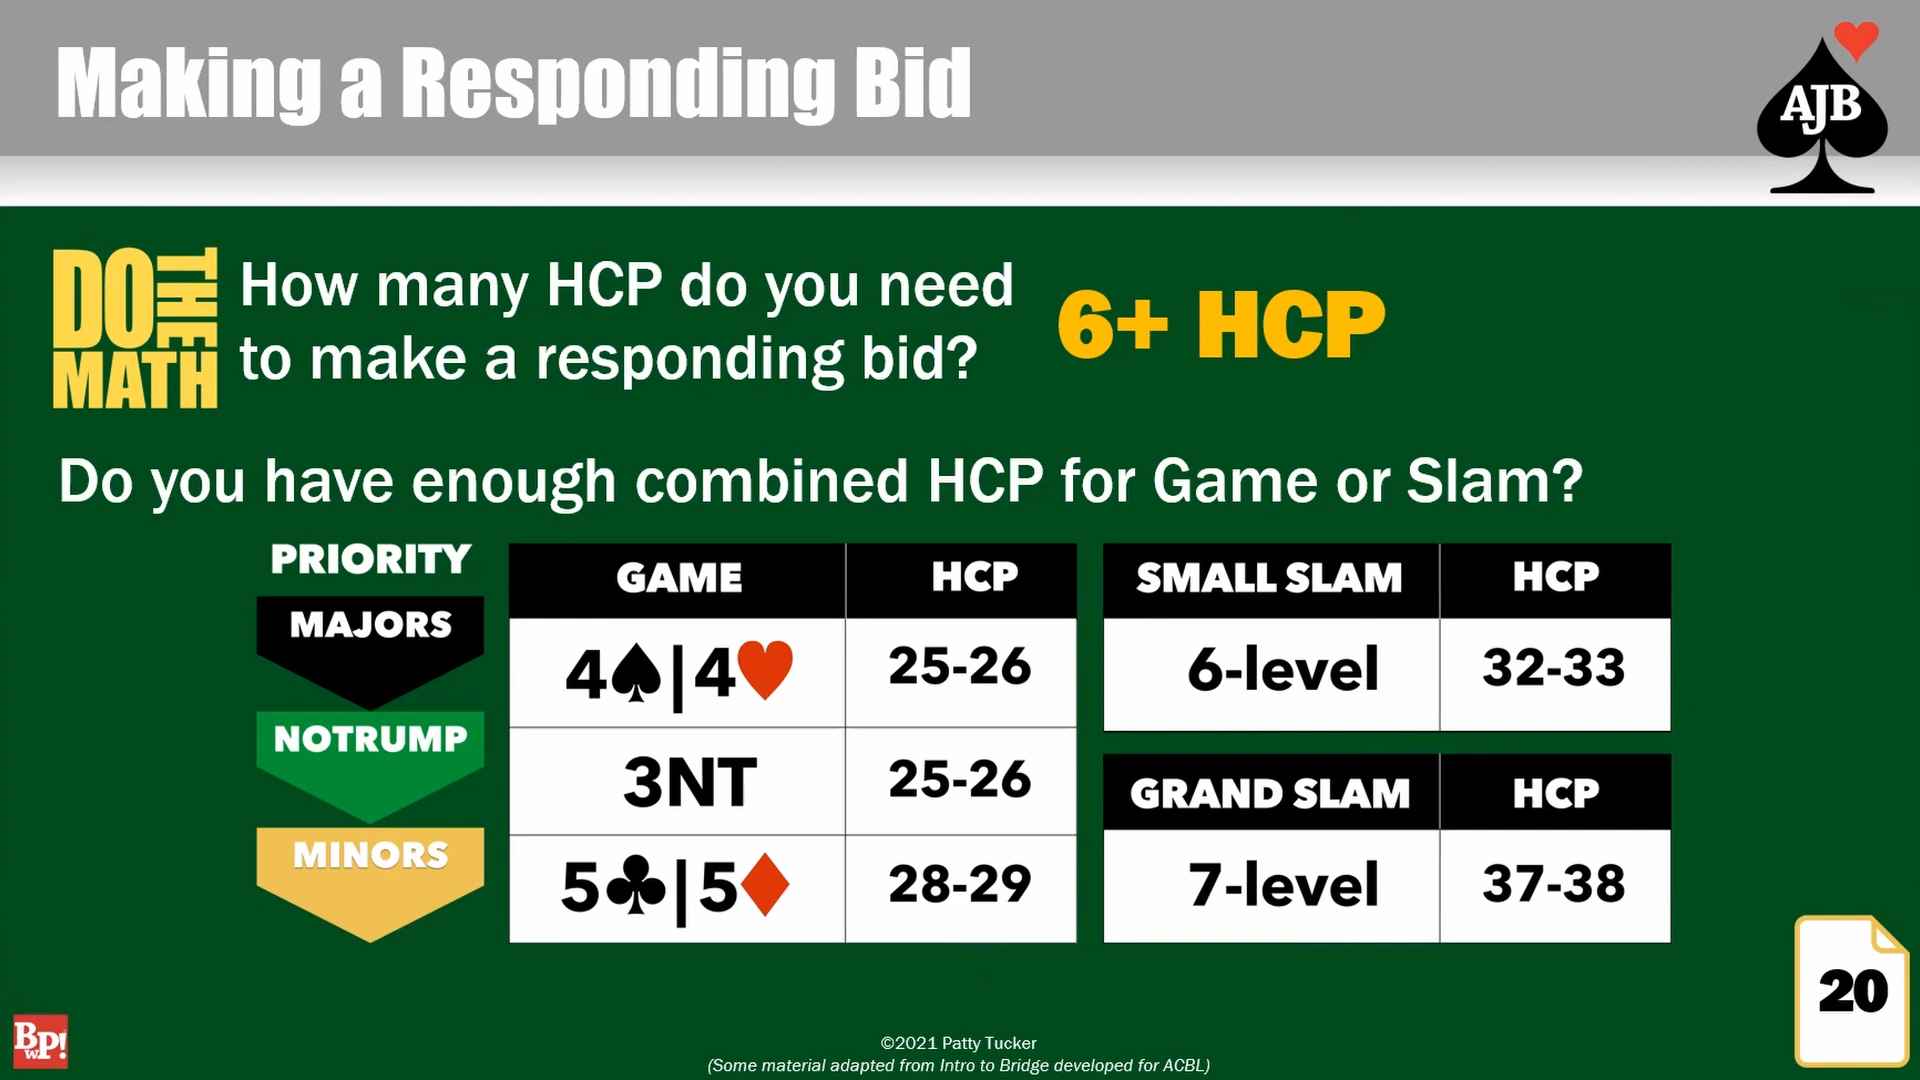 Making a Responding Bid
AJB
DO THE MATH
How many HCP do you need
to make a responding bid?
6+ HCP
Do you have enough combined HCP for Game or Slam?
PRIORITY
MAJORS
NOTRUMP
MINORS
GAME HCP
4♠|4♥ 25-26
3NT 25-26
5♣|5♦ 28-29
SMALL SLAM HCP
6-level 32-33
GRAND SLAM HCP
7-level 37-38
20
BwP!
©2021 Patty Tucker
(Some material adapted from Intro to Bridge developed for ACBL)